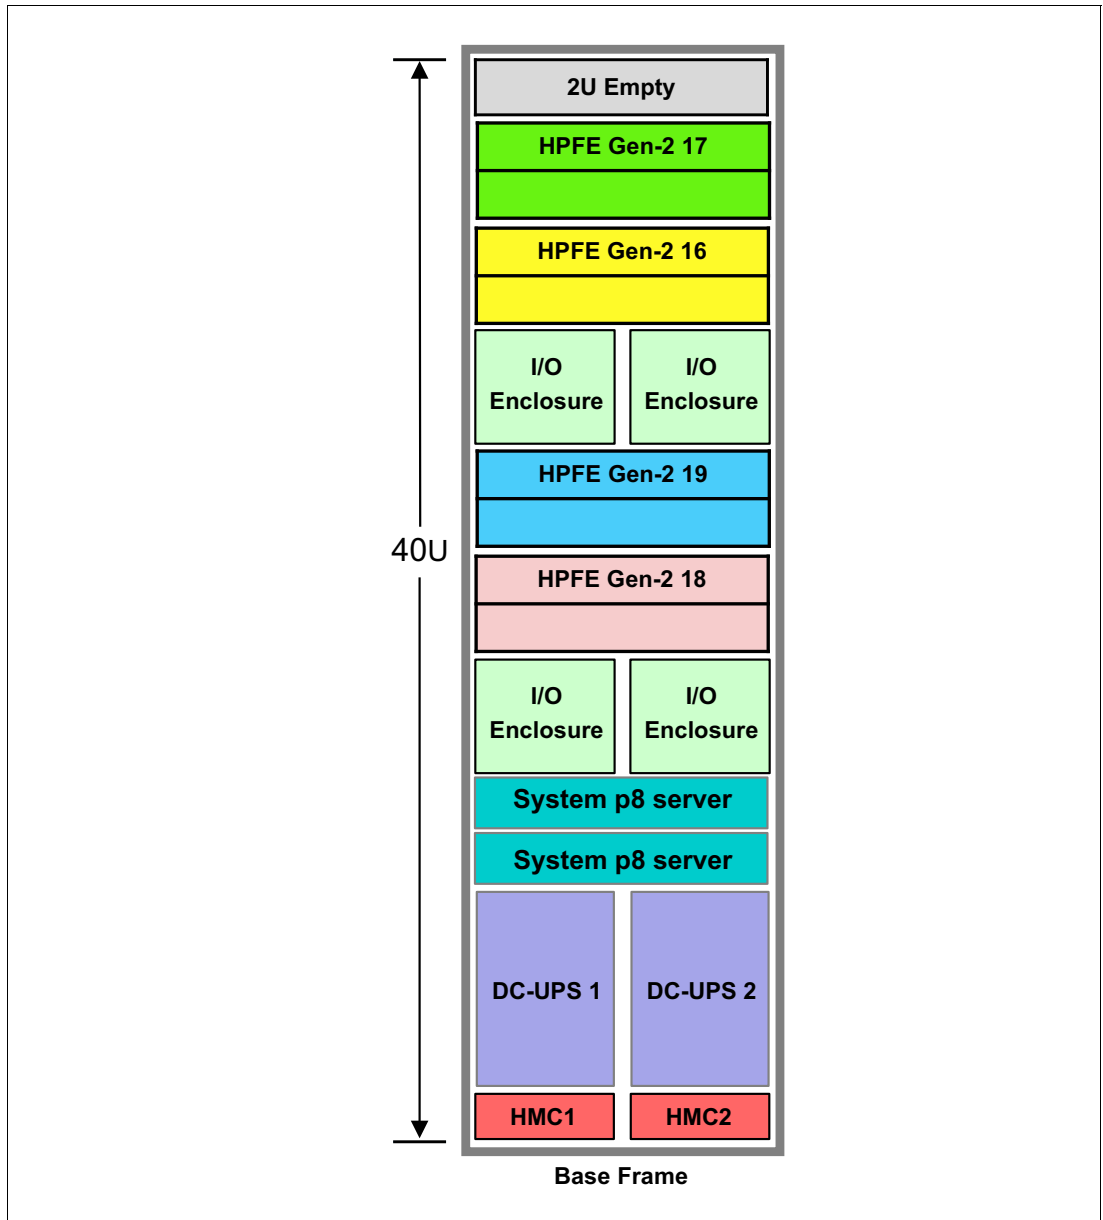 2U Empty
HPFE Gen-2 17
HPFE Gen-2 16
I/O
Enclosure
I/O
Enclosure
HPFE Gen-2 19
40U
HPFE Gen-2 18
I/O
Enclosure
I/O
Enclosure
System p8 server
System p8 server
DC-UPS 1
DC-UPS 2
HMC1
HMC2
Base Frame